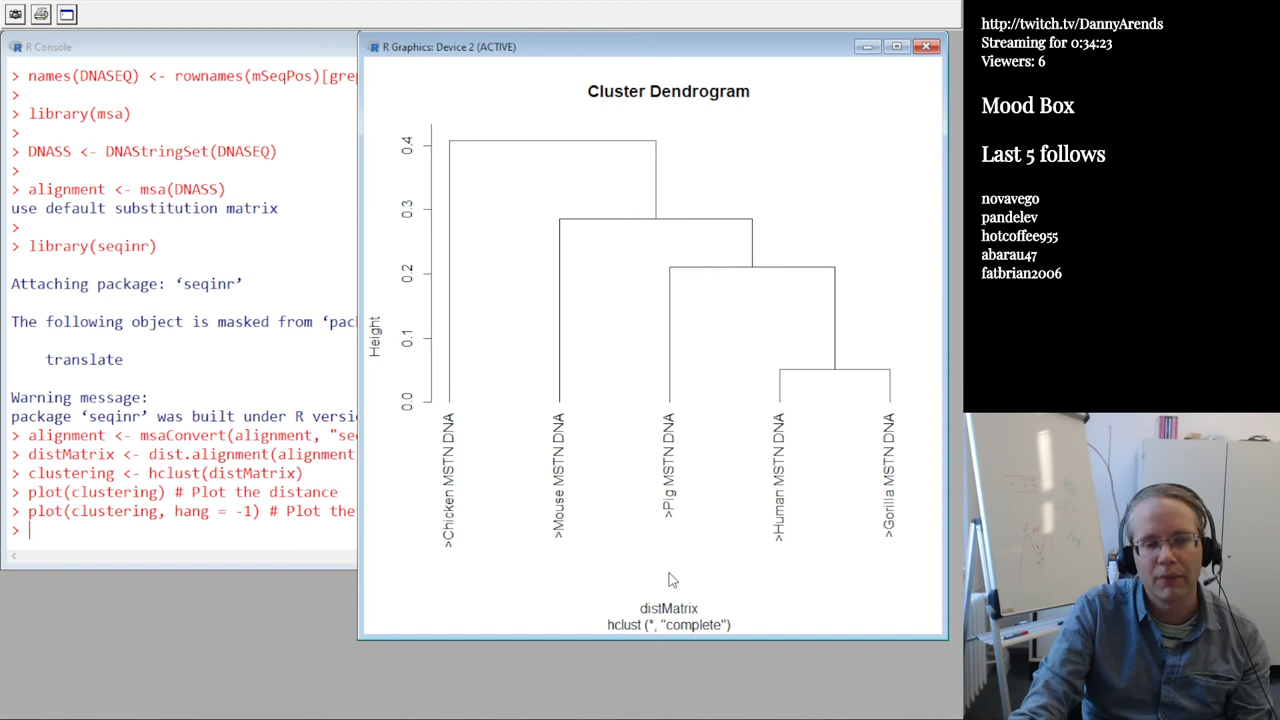 R Console
> names(DNASEQ) <- rownames(mSeqPos)[grep
>
> library(msa)
>
> DNASS <- DNAStringSet(DNASEQ)
>
> alignment <- msa(DNASS)
use default substitution matrix
>
> library(seqinr)
Attaching package: ‘seqinr’
The following object is masked from ‘pac
translate
Warning message:
package ‘seqinr’ was built under R versi
> alignment <- msaConvert(alignment, "se
> distMatrix <- dist.alignment(alignment
> clustering <- hclust(distMatrix)
> plot(clustering) # Plot the distance
> plot(clustering, hang = -1) # Plot the
>
R Graphics: Device 2 (ACTIVE)
Cluster Dendrogram
Height
0.4
0.3
0.2
0.1
0.0
>Chicken MSTN DNA
>Mouse MSTN DNA
>Pig MSTN DNA
>Human MSTN DNA
>Gorilla MSTN DNA
distMatrix
hclust (*, "complete")
http://twitch.tv/DannyArends
Streaming for 0:34:23
Viewers: 6
Mood Box
Last 5 follows
novavego
pandelev
hotcoffee955
abarau47
fatbrian2006